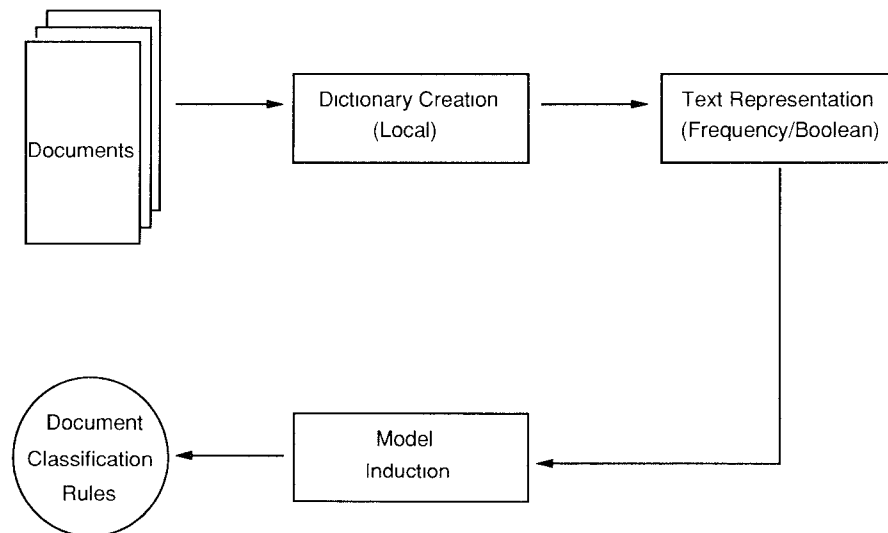 Documents
Dictionary Creation
(Local)
Text Representation
(Frequency/Boolean)
Model
Induction
Document
Classification
Rules